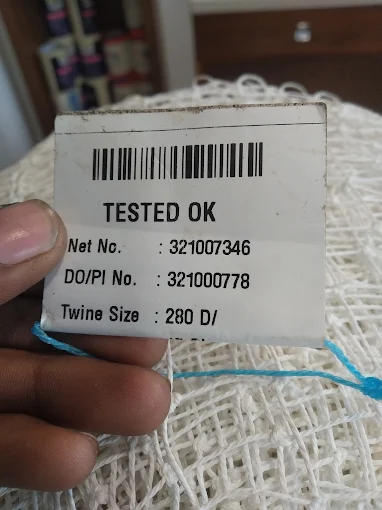 TESTED OK
Net No. : 321007346
DO/PI No. : 321000778
Twine Size : 280 D/